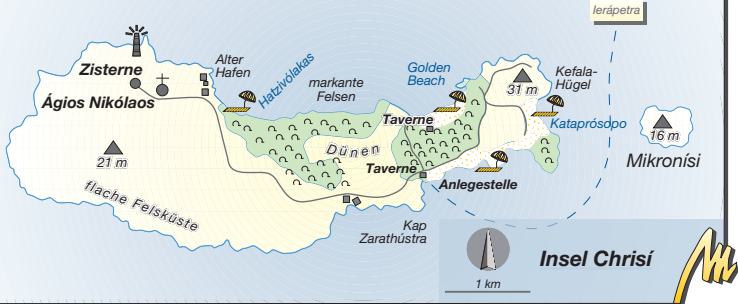 Ierápetra
Zisterne
Ágios Nikólaos
Alter
Hafen
Hatzivólakas
markante
Felsen
Golden
Beach
Kefala-
Hügel
31 m
Kataprósopo
16 m
Mikronísi
Taverne
Dünen
Taverne
Anlegestelle
21 m
flache Felsküste
Kap
Zarathústra
Insel Chrisí
1 km